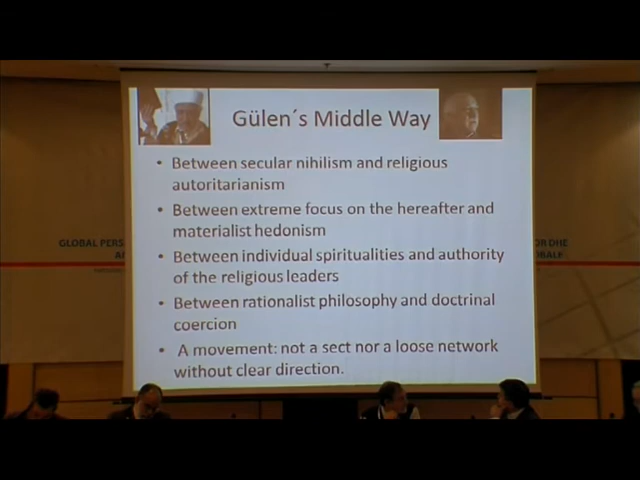 Gülen´s Middle Way
• Between secular nihilism and religious
autoritarianism
• Between extreme focus on the hereafter and
materialist hedonism
• Between individual spiritualities and authority
of the religious leaders
• Between rationalist philosophy and doctrinal
coercion
• A movement: not a sect nor a loose network
without clear direction.
GLOBAL PERS
DHE